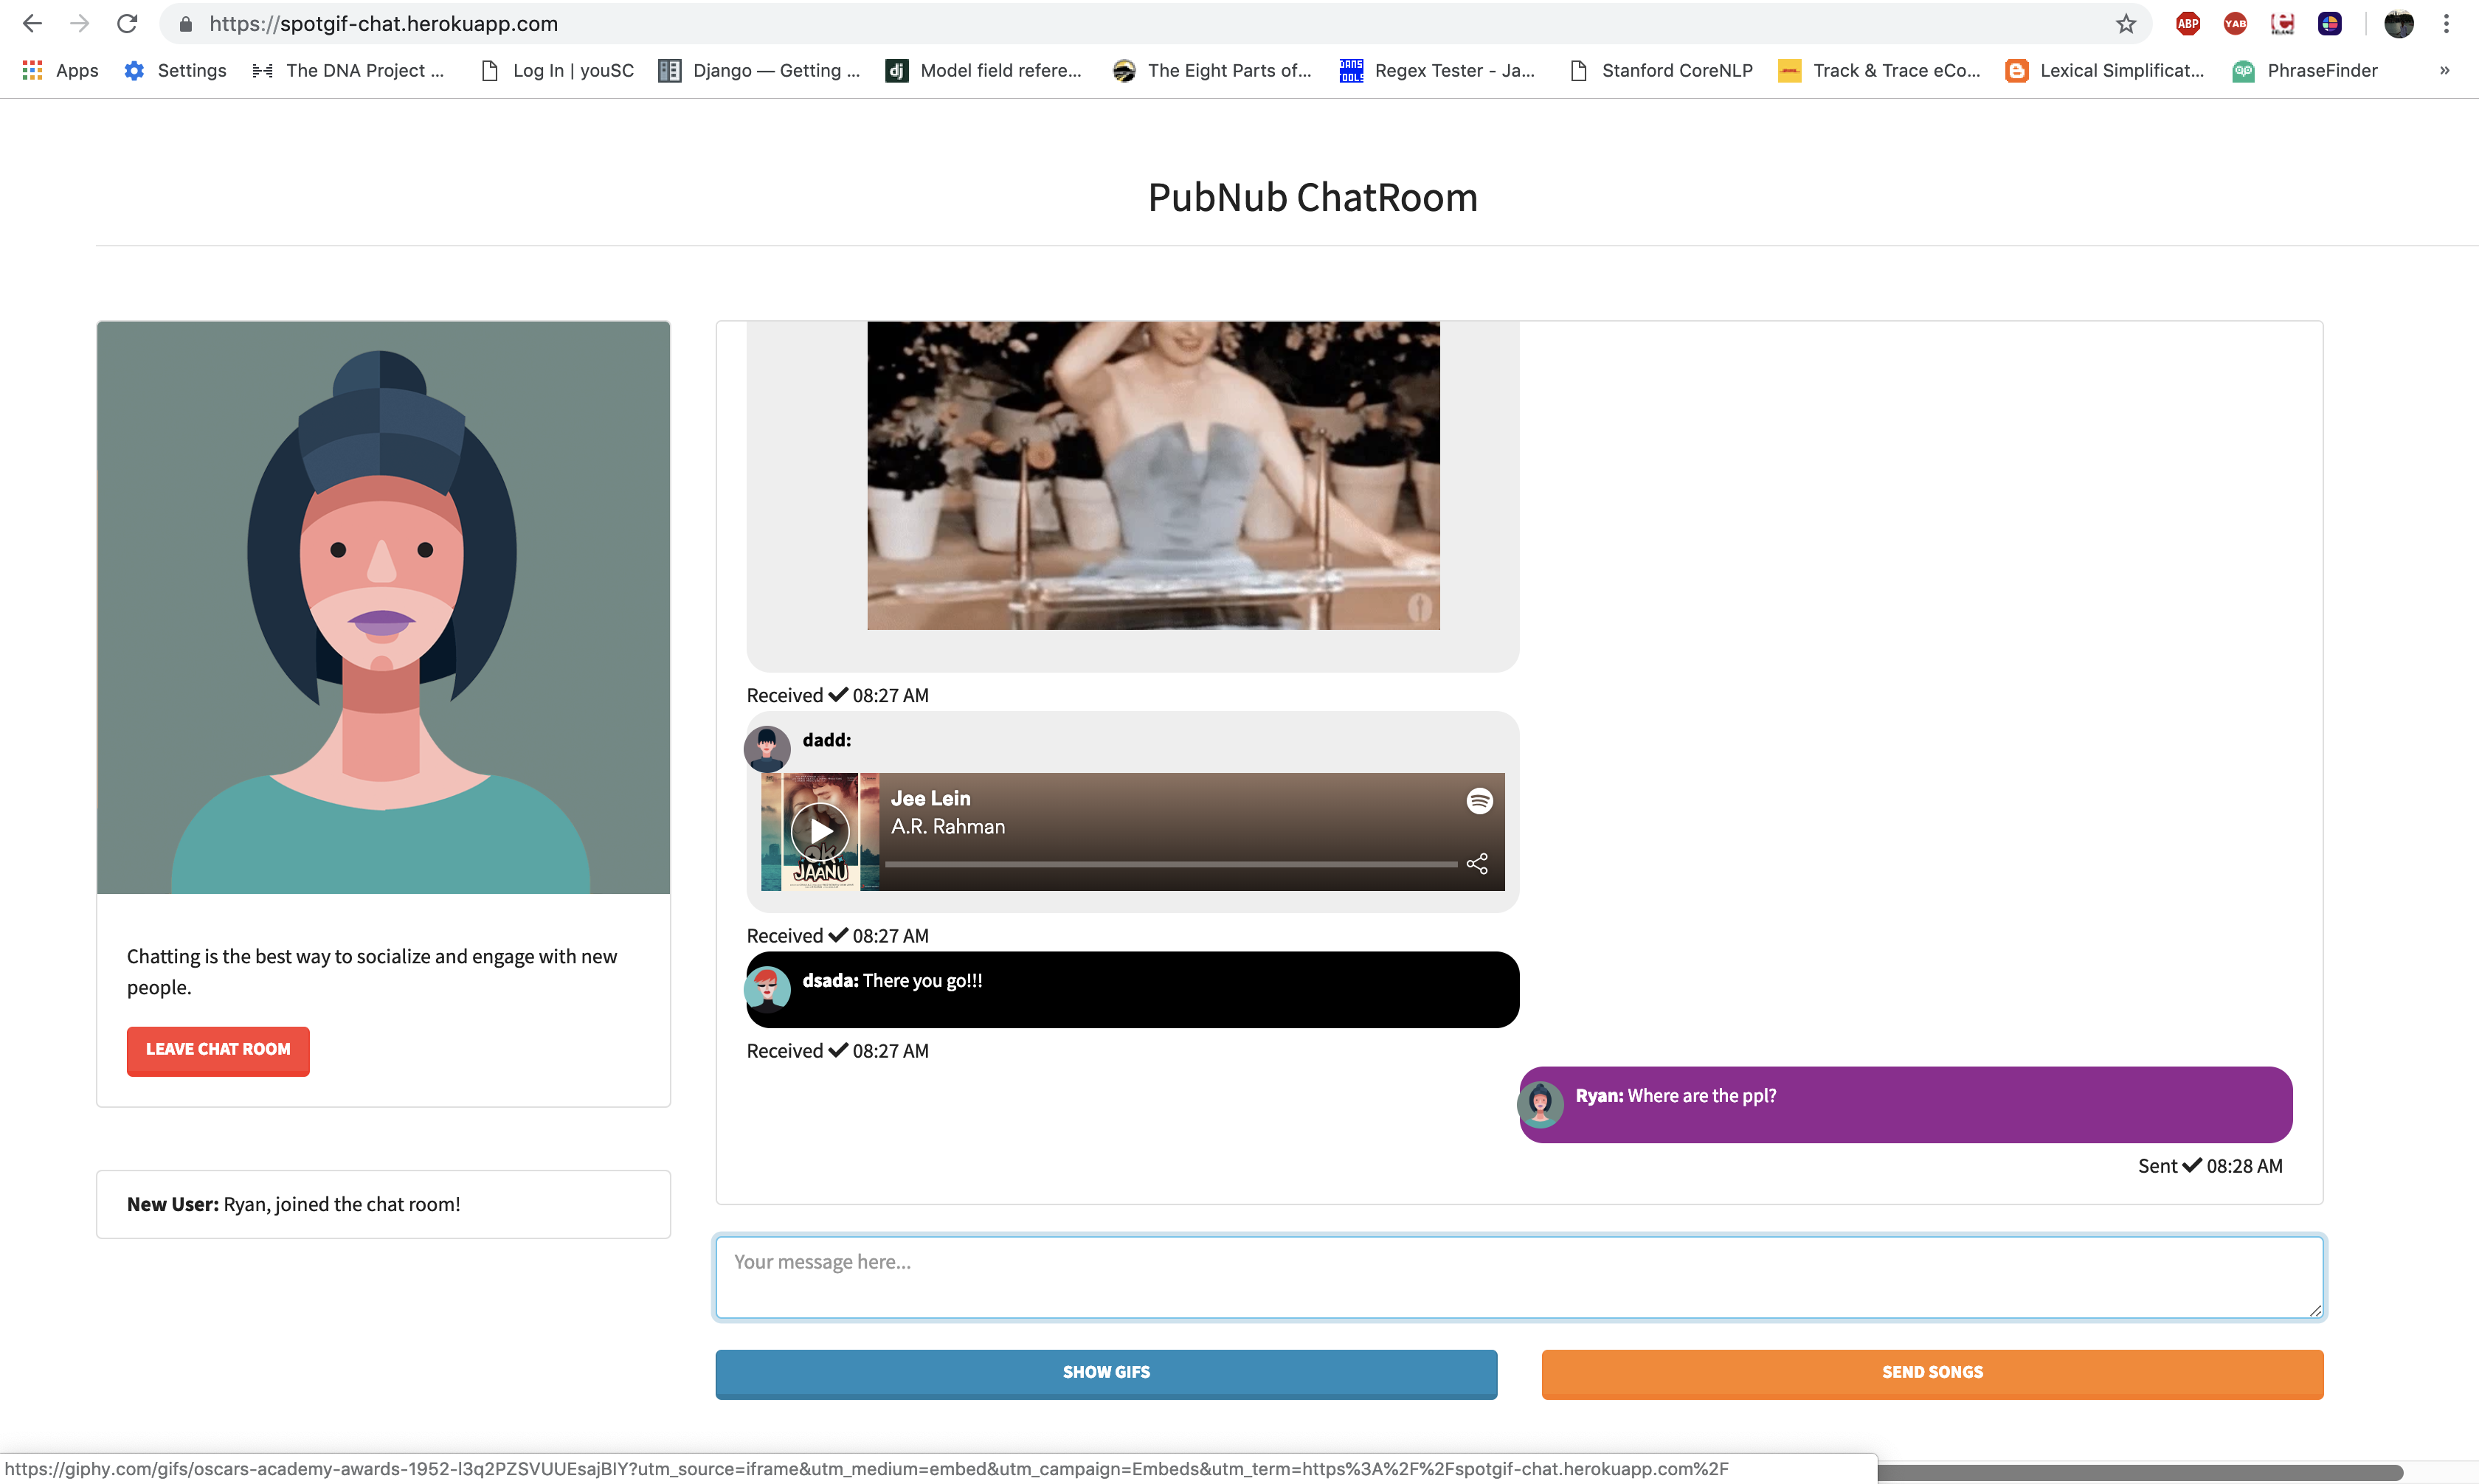 https://spotgif-chat.herokuapp.com
ABP
YAB
Apps
Settings
The DNA Project ...
Log In | youSC
Django — Getting ...
dj
Model field refere...
The Eight Parts of...
Regex Tester - Ja...
Stanford CoreNLP
Track & Trace eCo...
Lexical Simplificat...
PhraseFinder
»
PubNub ChatRoom
Received 08:27 AM
dadd:
Jee Lein
A.R. Rahman
OK
JAANU
Received 08:27 AM
dsada: There you go!!!
Received 08:27 AM
Ryan: Where are the ppl?
Sent 08:28 AM
Chatting is the best way to socialize and engage with new
people.
LEAVE CHAT ROOM
New User: Ryan, joined the chat room!
Your message here...
SHOW GIFS
SEND SONGS
https://giphy.com/gifs/oscars-academy-awards-1952-l3q2PZSVUUEsajBlY?utm_source=iframe&utm_medium=embed&utm_campaign=Embeds&utm_term=https%3A%2F%2Fspotgif-chat.herokuapp.com%2F